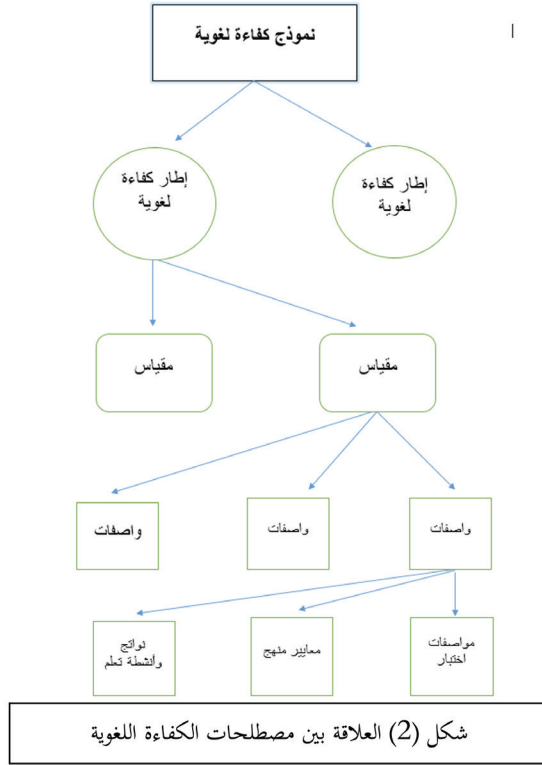 نموذج كفاءة لغوية
إطار كفاءة
لغوية
إطار كفاءة
لغوية
مقياس
مقياس
واصفات
واصفات
واصفات
مواصفات
اختبار
معايير منهج
نواتج
وأنشطة تعلم
شكل (2) العلاقة بين مصطلحات الكفاءة اللغوية